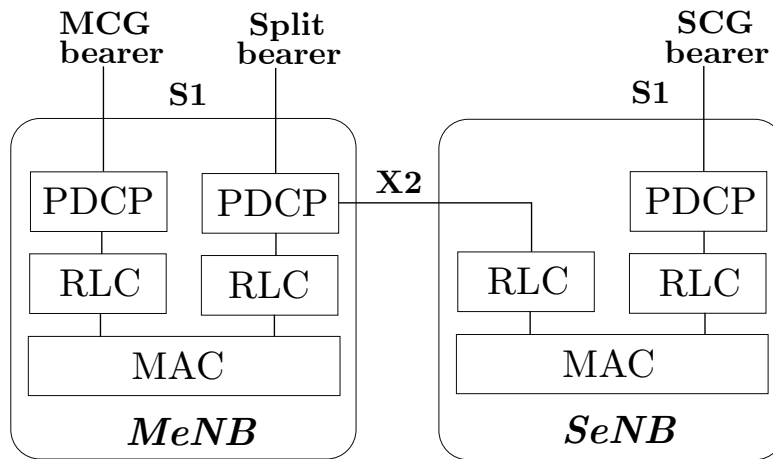 MCG
bearer
Split
bearer
SCG
bearer
S1
S1
X2
PDCP
PDCP
PDCP
RLC
RLC
RLC
RLC
MAC
MAC
MeNB
SeNB